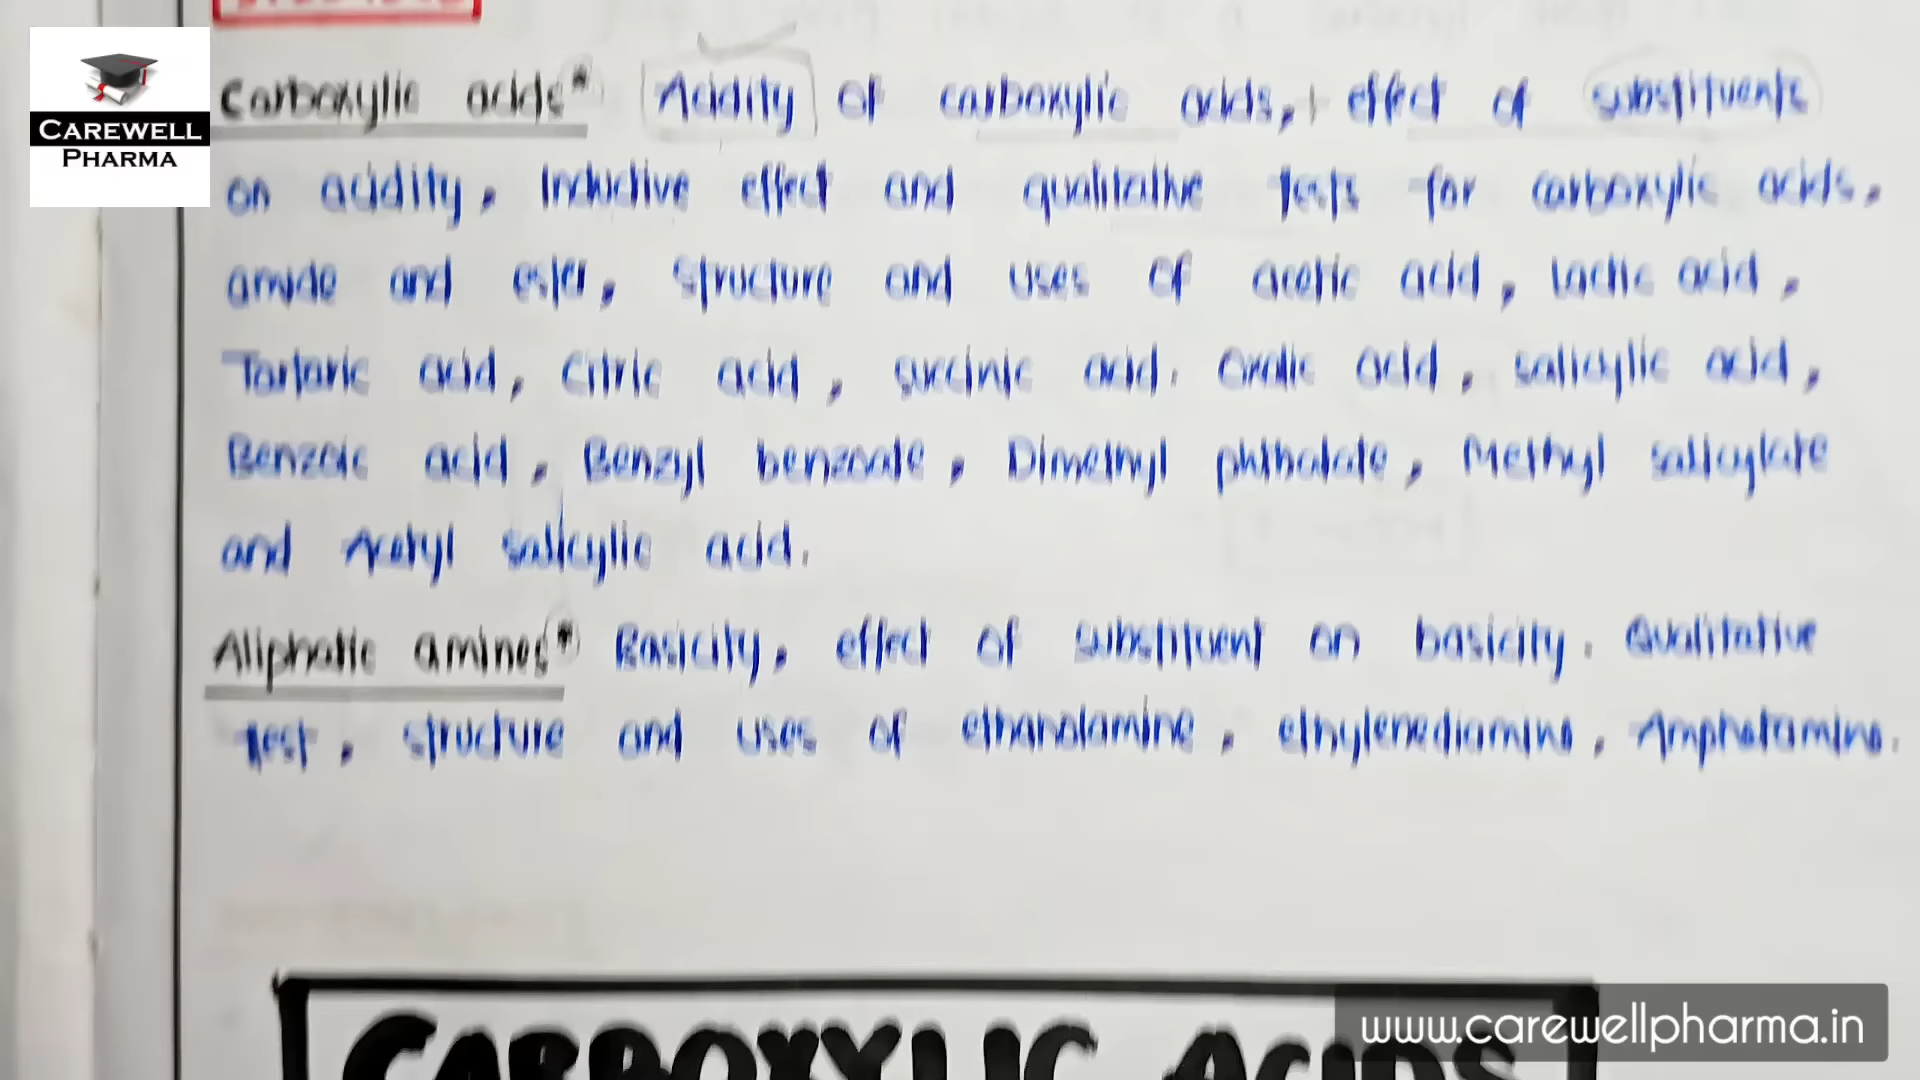 CAREWELL
PHARMA
Carboxylic acids* Acidity of carboxylic acids, effect of substituents
on acidity, Inductive effect and qualitative tests for carboxylic acids,
amide and ester, structure and uses of acetic acid, Lactic acid,
Tartaric acid, Citric acid, succinic acid. Oxalic acid, salicylic acid,
Benzoic acid, Benzyl benzoate, Dimethyl phthalate, Methyl salicylate
and Acetyl salicylic acid.
Aliphatic amines* Basicity, effect of substituent on basicity. Qualitative
test, structure and uses of ethanolamine, ethylenediamine, Amphetamine.
CARBOXYLIC ACIDS
www.carewellpharma.in